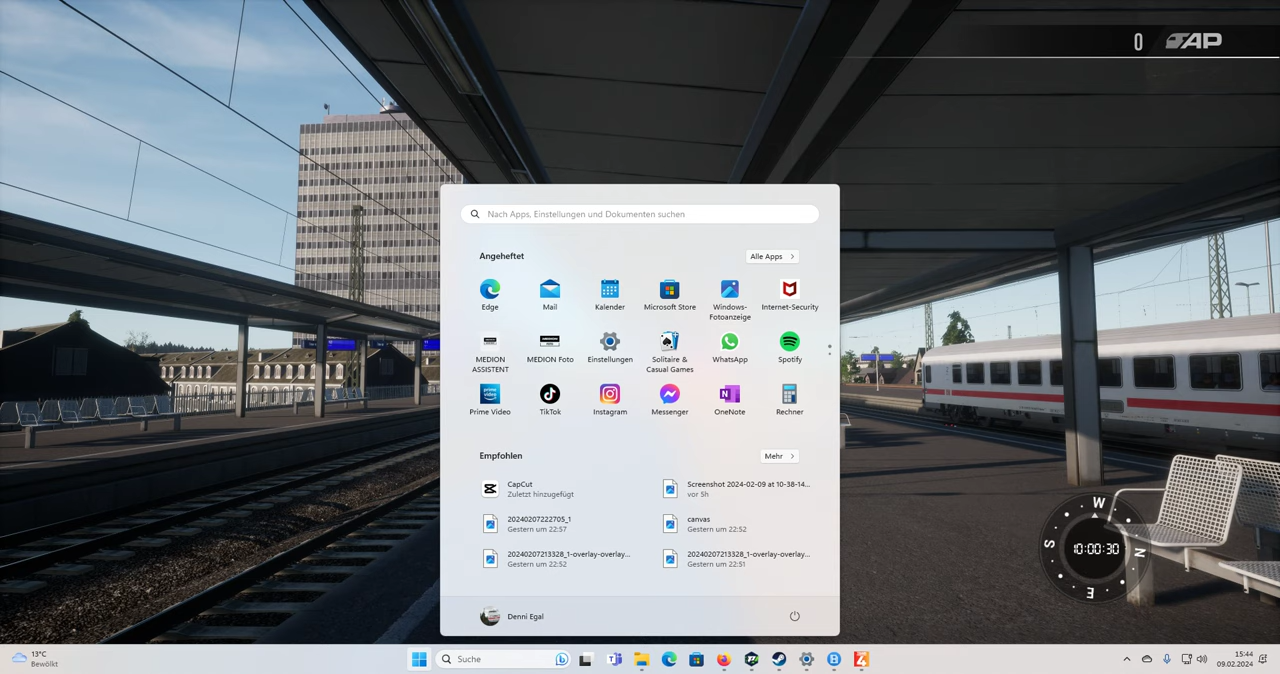 0 SAP
Nach Apps, Einstellungen und Dokumenten suchen
Angeheftet
Alle Apps
Edge
Mail
Kalender
Microsoft Store
Windows-
Fotoanzeige
Internet-Security
MEDION
ASSISTENT
MEDION Foto
Einstellungen
Solitaire &
Casual Games
WhatsApp
Spotify
Prime Video
TikTok
Instagram
Messenger
OneNote
Rechner
Empfohlen
Mehr
CapCut
Zuletzt hinzugefügt
Screenshot 2024-02-09 at 10-38-14...
vor 5h
20240207222705_1
Gestern um 22:57
canvas
Gestern um 22:52
20240207213328_1-overlay-overlay...
Gestern um 22:52
20240207213328_1-overlay-overlay...
Gestern um 22:51
W
S
10:00:30
N
E
Denni Egal
13°C
Bewölkt
Suche
15:44
09.02.2024